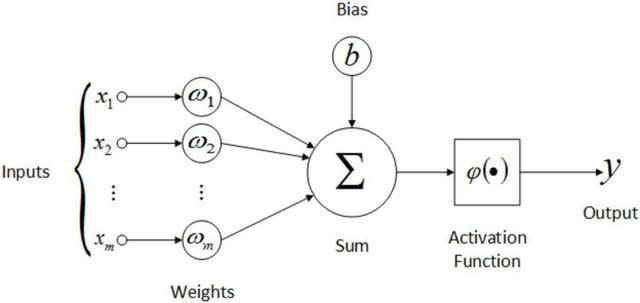 Bias
b
x₁ ω₁
x₂ ω₂
Inputs
Σ
φ(•)
y
⋮ ⋮
Output
xₘ ωₘ
Sum
Activation
Function
Weights